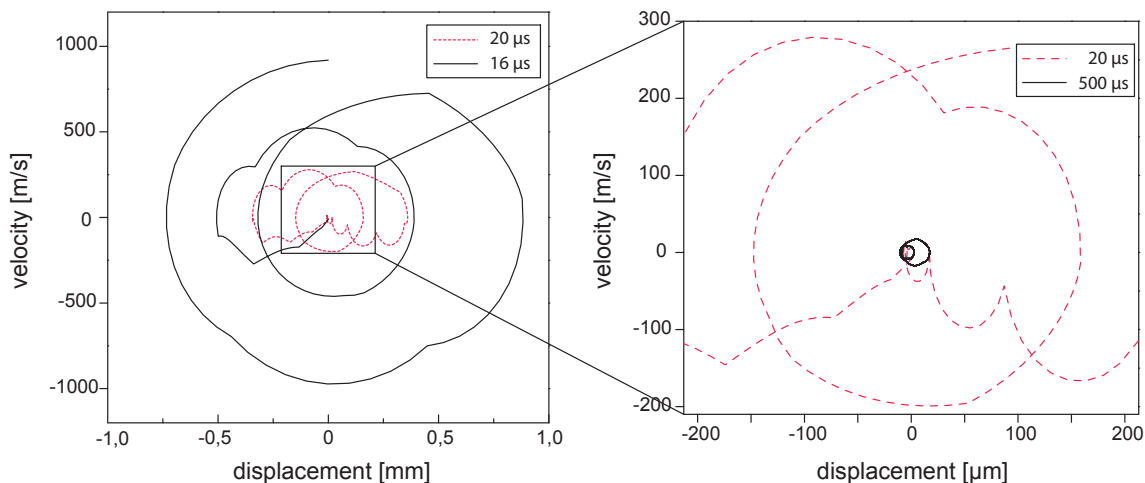 1000
500
0
-500
-1000
velocity [m/s]
-1,0
-0,5
0
0,5
1,0
displacement [mm]
20 µs
16 µs
300
200
100
0
-100
-200
velocity [m/s]
-200
-100
0
100
200
displacement [µm]
20 µs
500 µs